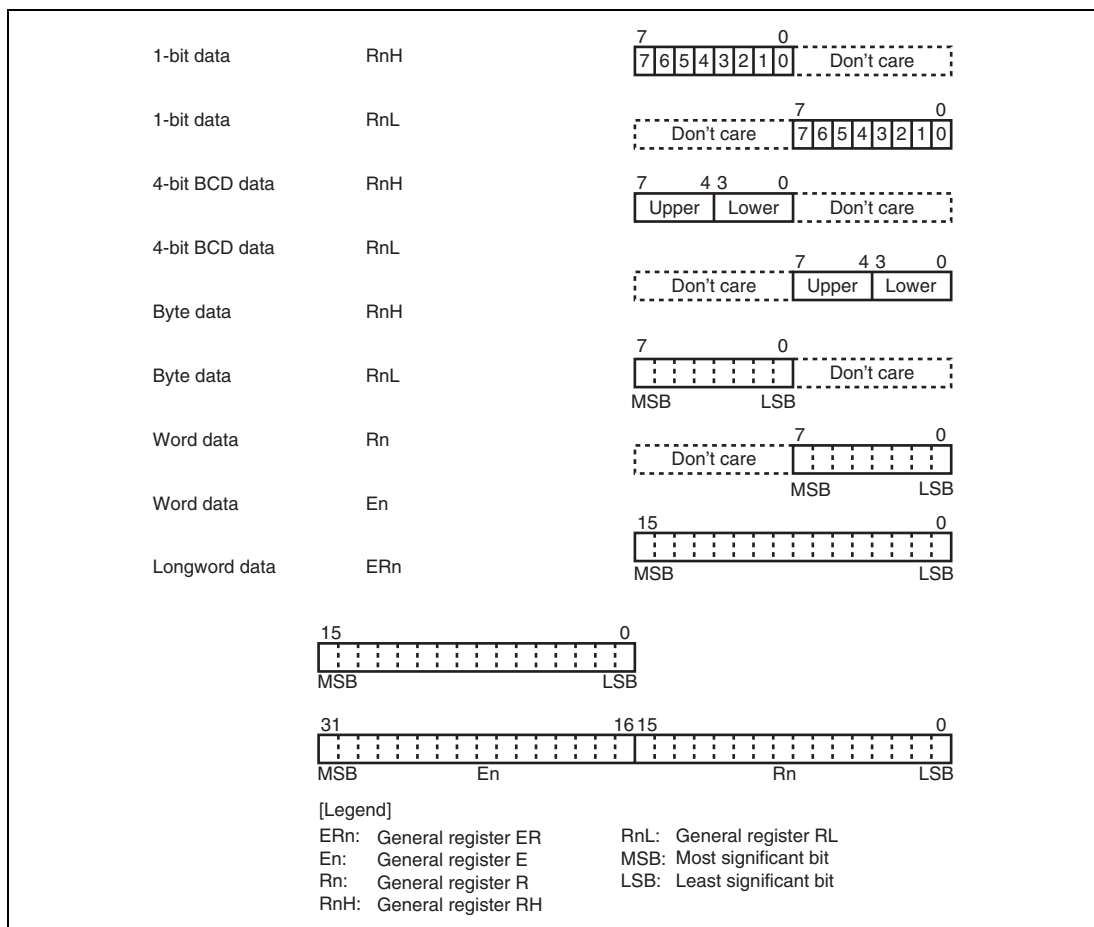 7 0
1-bit data RnH 7 6 5 4 3 2 1 0 Don't care
7 0
1-bit data RnL Don't care 7 6 5 4 3 2 1 0
4-bit BCD data RnH 7 4 3 0
Upper Lower Don't care
4-bit BCD data RnL 7 4 3 0
Don't care Upper Lower
Byte data RnH
7 0
Byte data RnL Don't care
MSB LSB
Word data Rn 7 0
Don't care
MSB LSB
Word data En
15 0
Longword data ERn MSB LSB
15 0
MSB LSB
31 16 15 0
MSB En Rn LSB
[Legend]
ERn: General register ER RnL: General register RL
En: General register E MSB: Most significant bit
Rn: General register R LSB: Least significant bit
RnH: General register RH